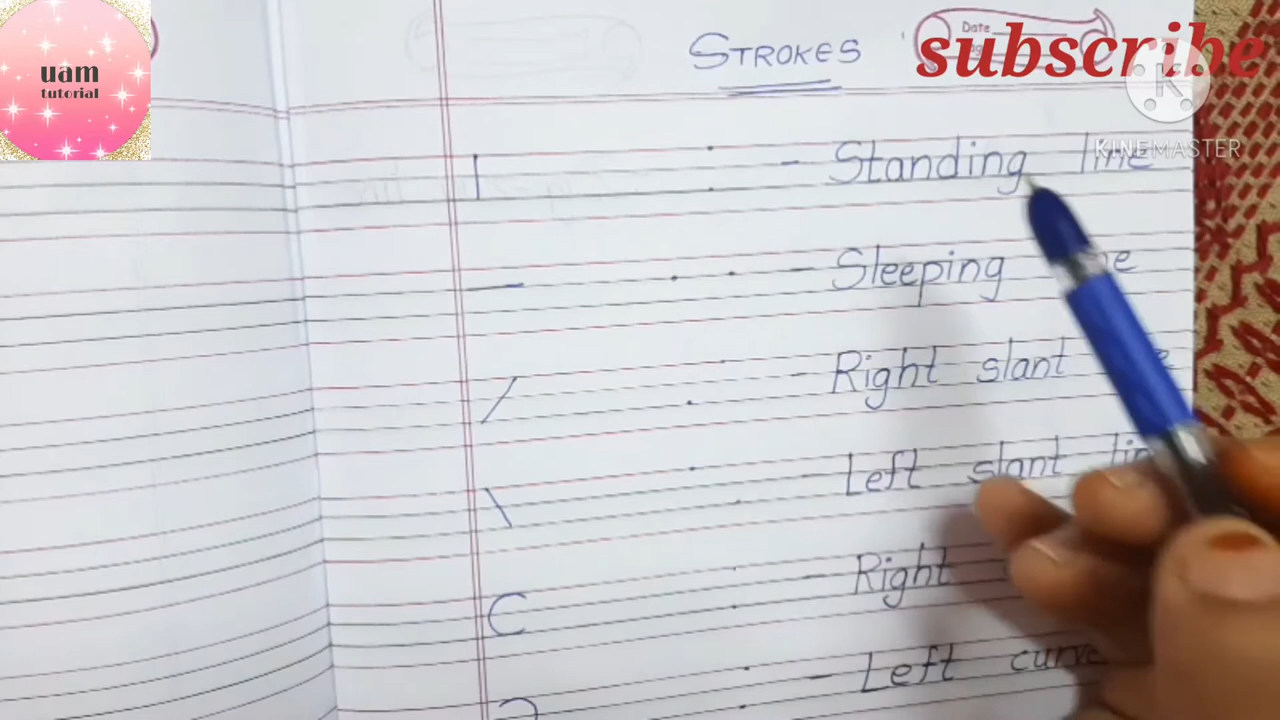 uam
tutorial
STROKES
Date
subscribe
KINEMASTER
- Standing line
- Sleeping
- Right slant
Left slant
- Right
- Left curve